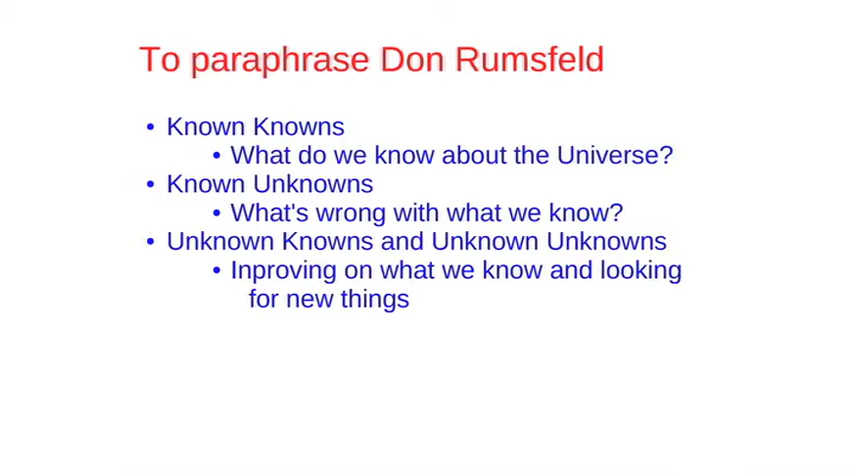 To paraphrase Don Rumsfeld
• Known Knowns
• What do we know about the Universe?
• Known Unknowns
• What's wrong with what we know?
• Unknown Knowns and Unknown Unknowns
• Inproving on what we know and looking
for new things